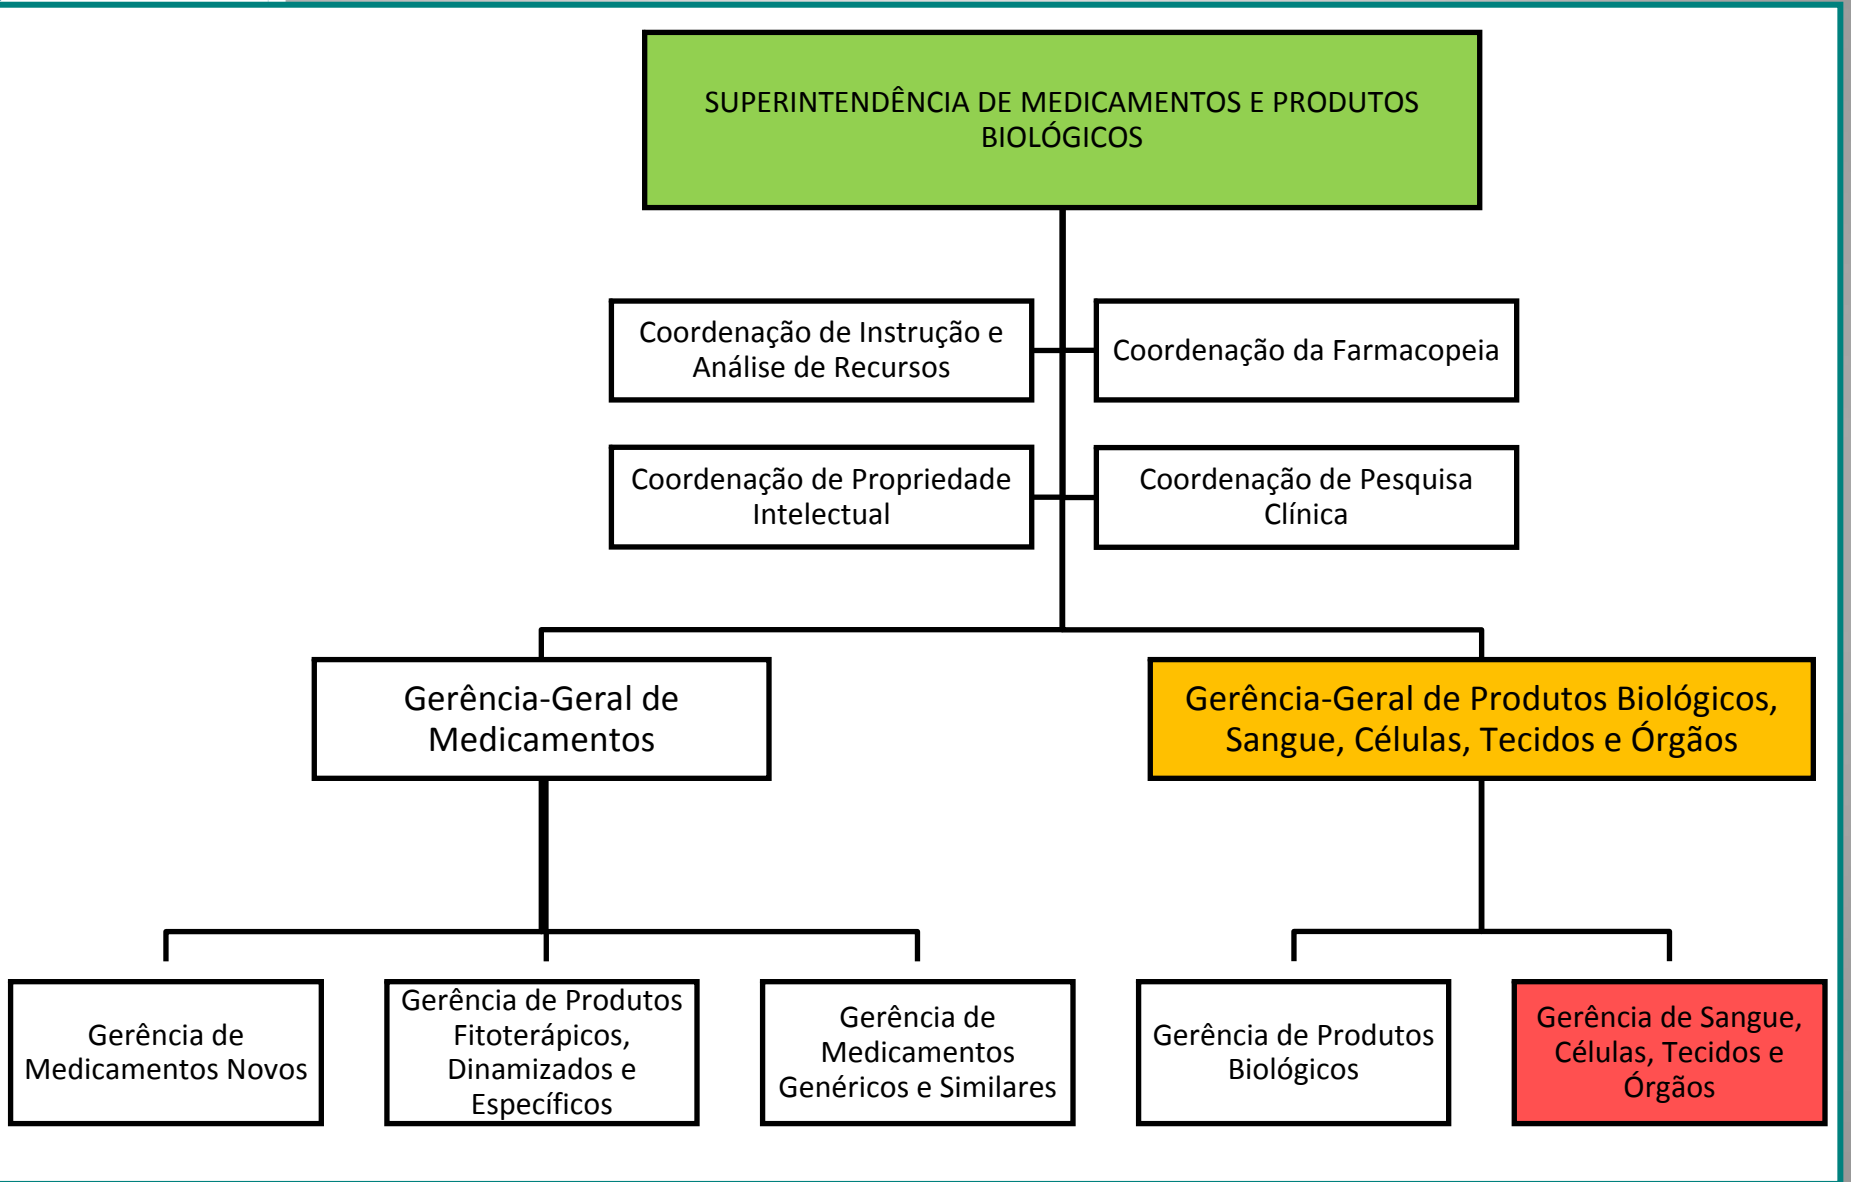 SUPERINTENDÊNCIA DE MEDICAMENTOS E PRODUTOS
BIOLÓGICOS
Coordenação de Instrução e
Análise de Recursos
Coordenação da Farmacopeia
Coordenação de Propriedade
Intelectual
Coordenação de Pesquisa
Clínica
Gerência-Geral de
Medicamentos
Gerência-Geral de Produtos Biológicos,
Sangue, Células, Tecidos e Órgãos
Gerência de
Medicamentos Novos
Gerência de Produtos
Fitoterápicos,
Dinamizados e
Específicos
Gerência de
Medicamentos
Genéricos e Similares
Gerência de Produtos
Biológicos
Gerência de Sangue,
Células, Tecidos e
Órgãos